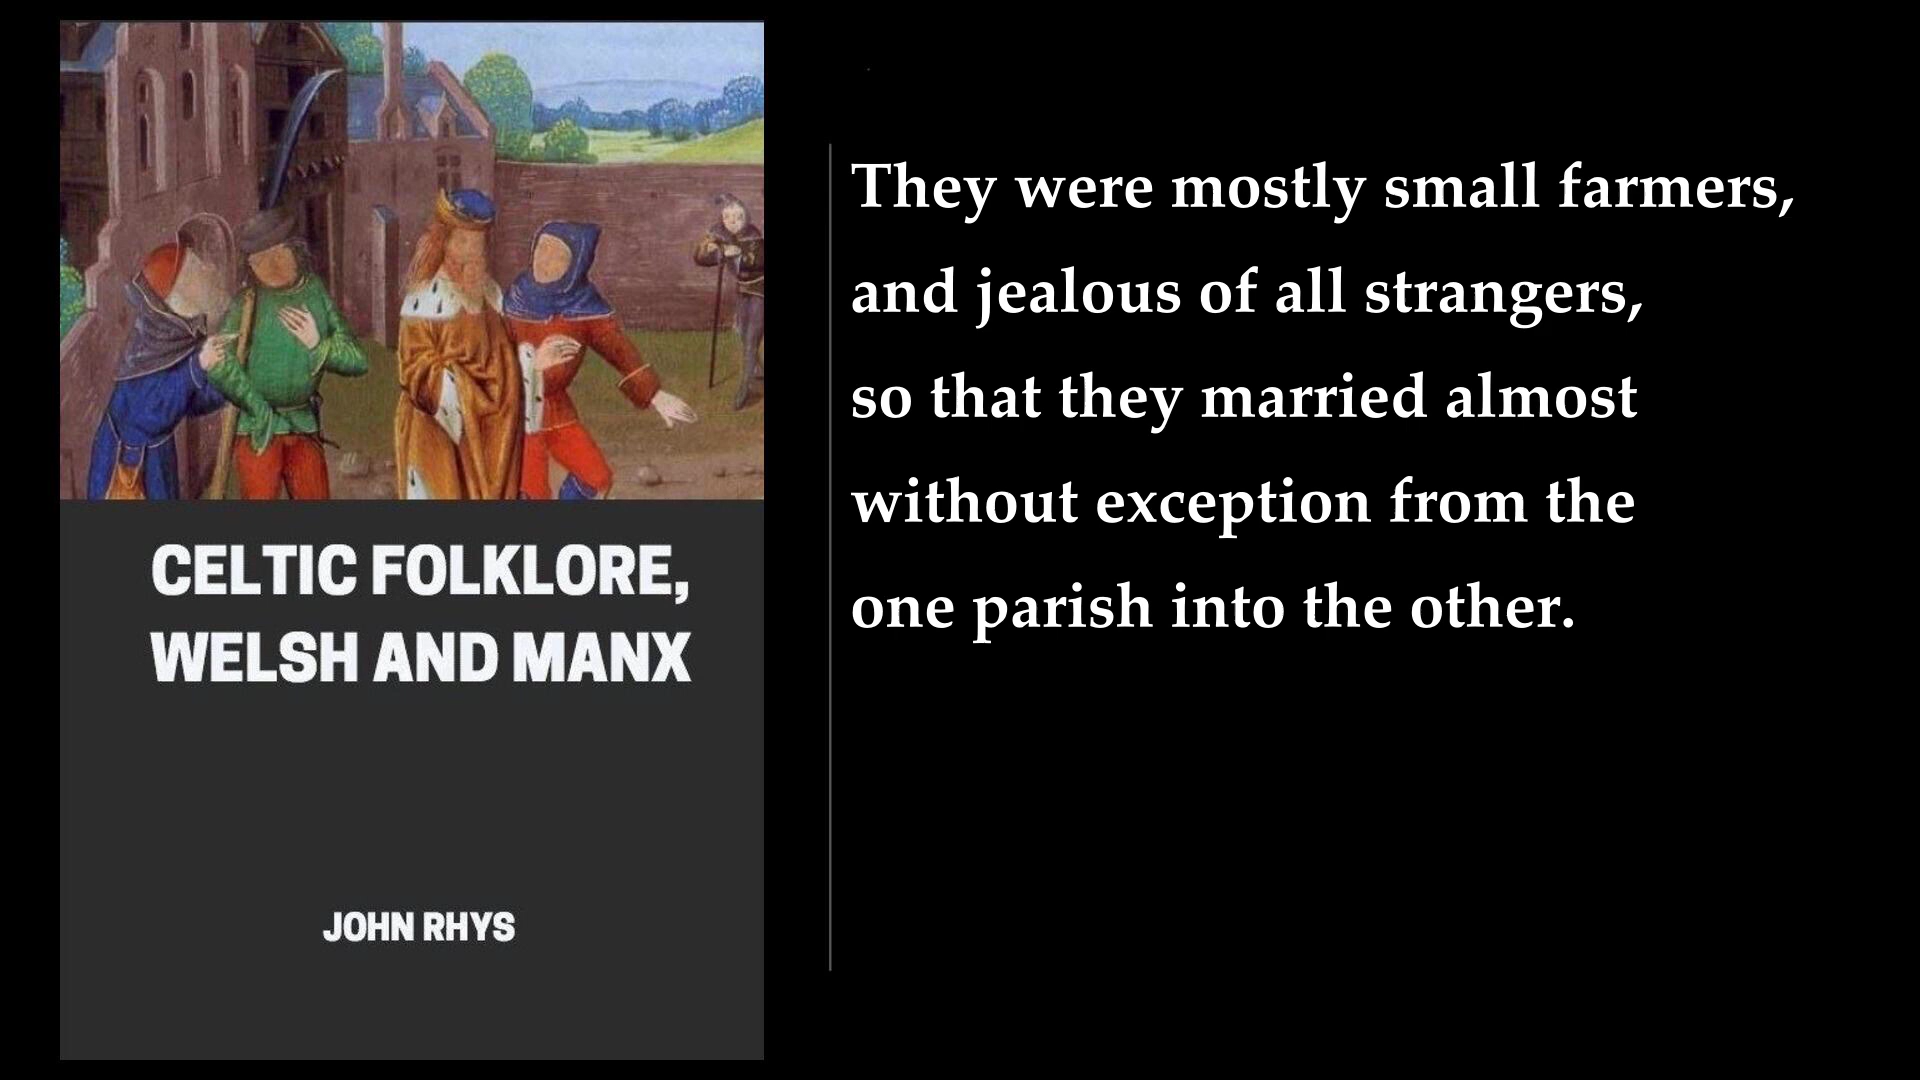 CELTIC FOLKLORE,
WELSH AND MANX
JOHN RHYS
They were mostly small farmers,
and jealous of all strangers,
so that they married almost
without exception from the
one parish into the other.